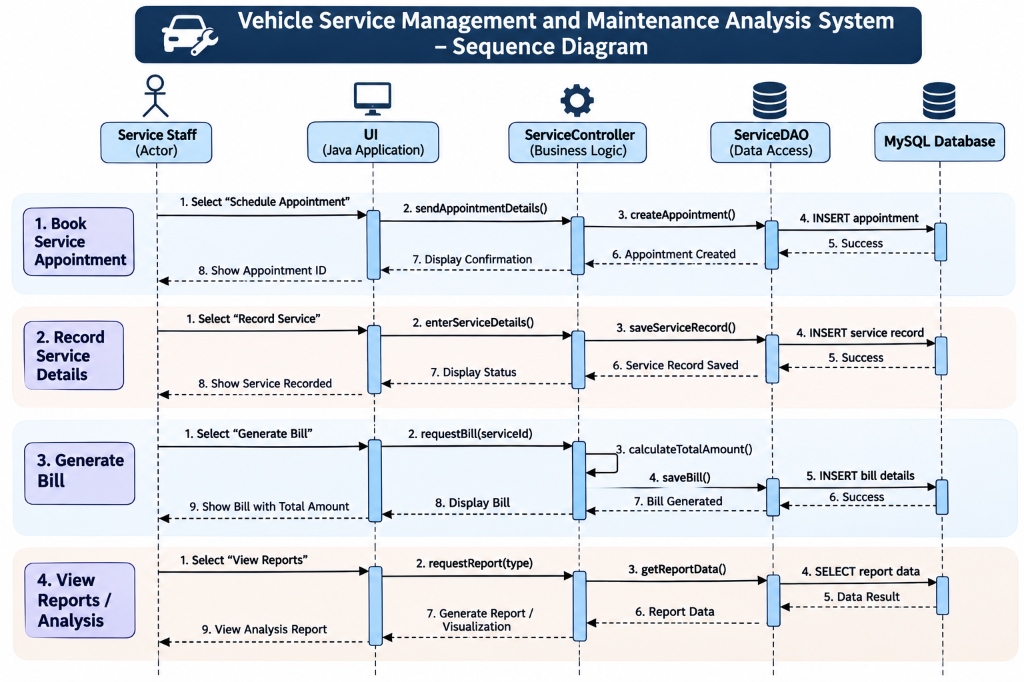 Vehicle Service Management and Maintenance Analysis System
– Sequence Diagram
Service Staff
(Actor)
UI
(Java Application)
ServiceController
(Business Logic)
ServiceDAO
(Data Access)
MySQL Database
1. Book
Service
Appointment
1. Select “Schedule Appointment”
2. sendAppointmentDetails()
3. createAppointment()
4. INSERT appointment
5. Success
6. Appointment Created
7. Display Confirmation
8. Show Appointment ID
2. Record
Service
Details
1. Select “Record Service”
2. enterServiceDetails()
3. saveServiceRecord()
4. INSERT service record
5. Success
6. Service Record Saved
7. Display Status
8. Show Service Recorded
3. Generate
Bill
1. Select “Generate Bill”
2. requestBill(serviceId)
3. calculateTotalAmount()
4. saveBill()
5. INSERT bill details
6. Success
7. Bill Generated
8. Display Bill
9. Show Bill with Total Amount
4. View
Reports /
Analysis
1. Select “View Reports”
2. requestReport(type)
3. getReportData()
4. SELECT report data
5. Data Result
6. Report Data
7. Generate Report /
Visualization
9. View Analysis Report